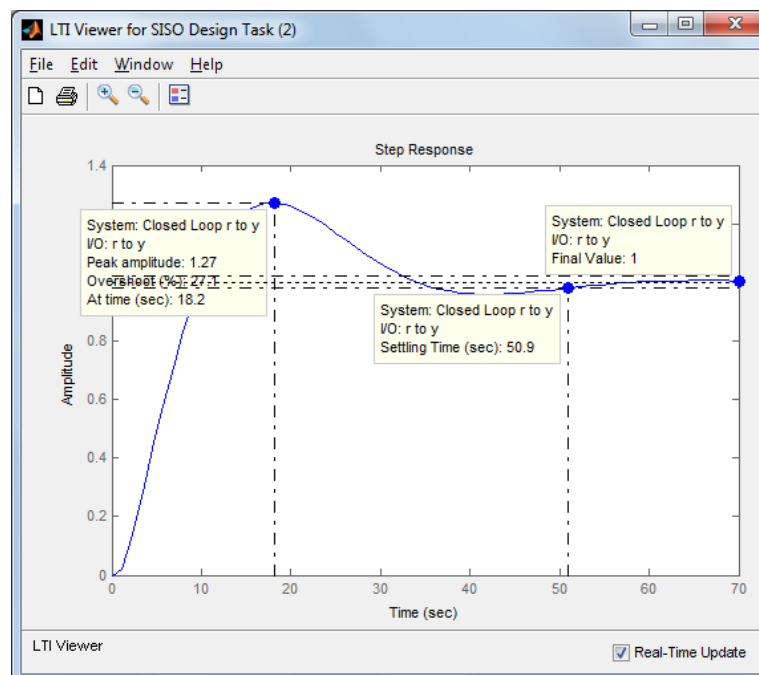 LTI Viewer for SISO Design Task (2)
File Edit Window Help
Step Response
1.4
0.8
0.6
0.4
0.2
0
Amplitude
System: Closed Loop r to y
I/O: r to y
Peak amplitude: 1.27
Overshoot (%): 27.1
At time (sec): 18.2
System: Closed Loop r to y
I/O: r to y
Final Value: 1
System: Closed Loop r to y
I/O: r to y
Settling Time (sec): 50.9
0 10 20 30 40 50 60 70
Time (sec)
LTI Viewer
Real-Time Update